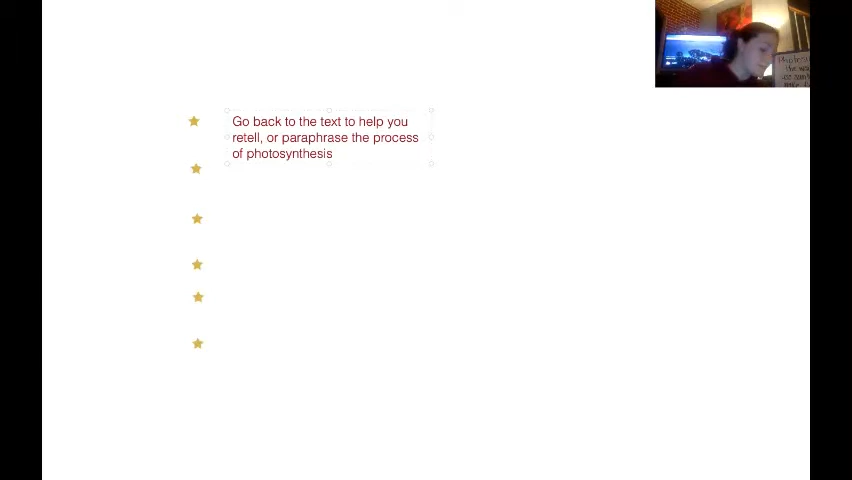 Go back to the text to help you
retell, or paraphrase the process
of photosynthesis